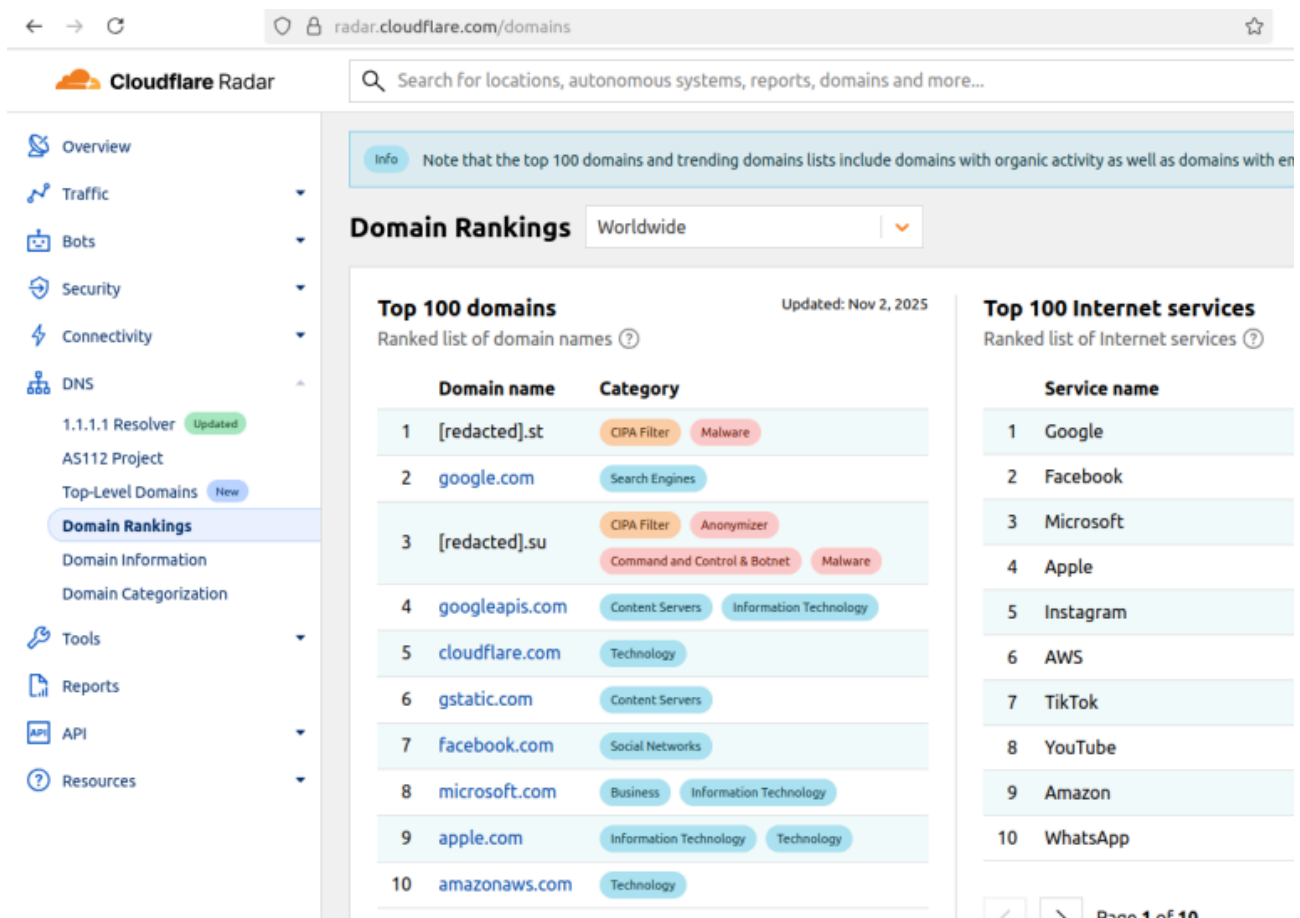 radar.cloudflare.com/domains
Cloudflare Radar
Search for locations, autonomous systems, reports, domains and more...
Overview
Traffic
Bots
Security
Connectivity
DNS
1.1.1.1 Resolver Updated
AS112 Project
Top-Level Domains New
Domain Rankings
Domain Information
Domain Categorization
Tools
Reports
API API
Resources
Info Note that the top 100 domains and trending domains lists include domains with organic activity as well as domains with
Domain Rankings Worldwide
Top 100 domains Updated: Nov 2, 2025
Ranked list of domain names ?
Domain name Category
1 [redacted].st CIPA Filter Malware
2 google.com Search Engines
3 [redacted].su CIPA Filter Anonymizer
Command and Control & Botnet Malware
4 googleapis.com Content Servers Information Technology
5 cloudflare.com Technology
6 gstatic.com Content Servers
7 facebook.com Social Networks
8 microsoft.com Business Information Technology
9 apple.com Information Technology Technology
10 amazonaws.com Technology
Top 100 Internet services
Ranked list of Internet services ?
Service name
1 Google
2 Facebook
3 Microsoft
4 Apple
5 Instagram
6 AWS
7 TikTok
8 YouTube
9 Amazon
10 WhatsApp
Page 1 of 10